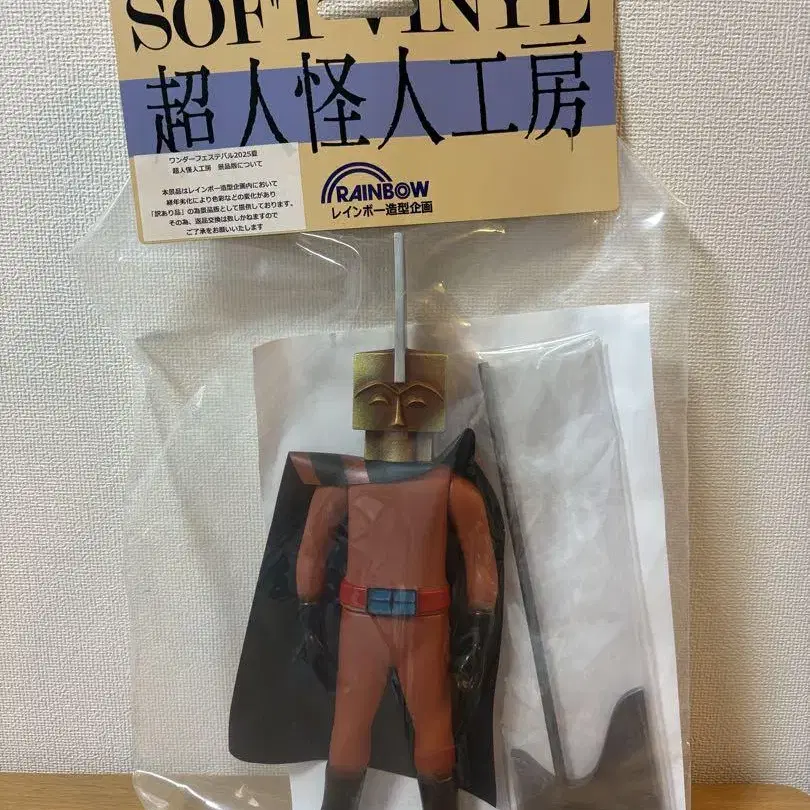 SOFT VINYL
超人怪人工房
ワンダーフェスティバル2025夏
超人怪人工房　景品版について
本景品はレインボー造型企画内において
経年劣化により色彩などの変化があり
「訳あり品」の為景品版として提供しております。
その為、返品交換は致しかねますので
ご了承をお願いいたします
RAINBOW
レインボー造型企画